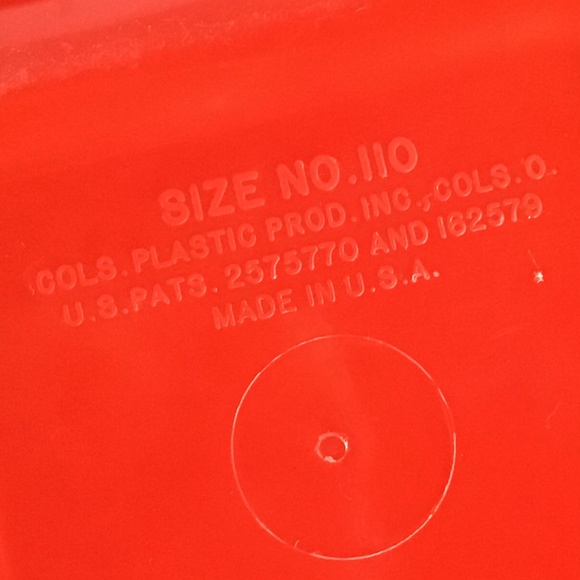 SIZE NO.110
COLS.PLASTIC PROD.INC.,COLS.O.
U.S.PATS.2575770 AND 162579
MADE IN U.S.A.